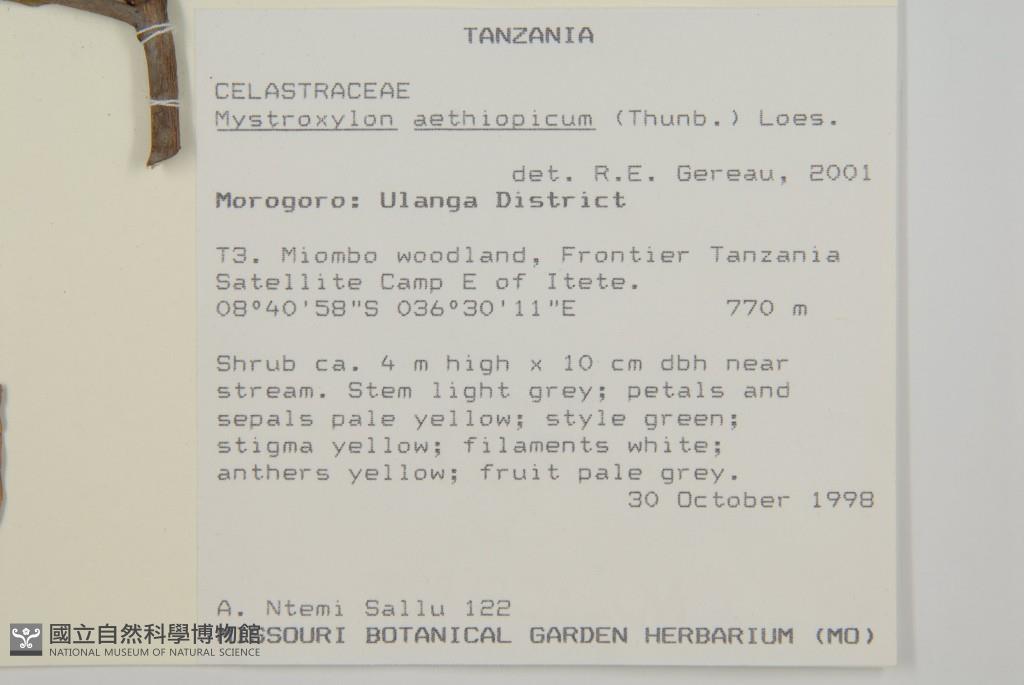 TANZANIA
CELASTRACEAE
Mystroxylon aethiopicum (Thunb.) Loes.
det. R.E. Gereau, 2001
Morogoro: Ulanga District
T3. Miombo woodland, Frontier Tanzania
Satellite Camp E of Itete.
08°40'58"S 036°30'11"E 770 m
Shrub ca. 4 m high x 10 cm dbh near
stream. Stem light grey; petals and
sepals pale yellow; style green;
stigma yellow; filaments white;
anthers yellow; fruit pale grey.
30 October 1998
A. Ntemi Sallu 122
BOTANICAL GARDEN HERBARIUM (MO)
國立自然科學博物館
NATIONAL MUSEUM OF NATURAL SCIENCE